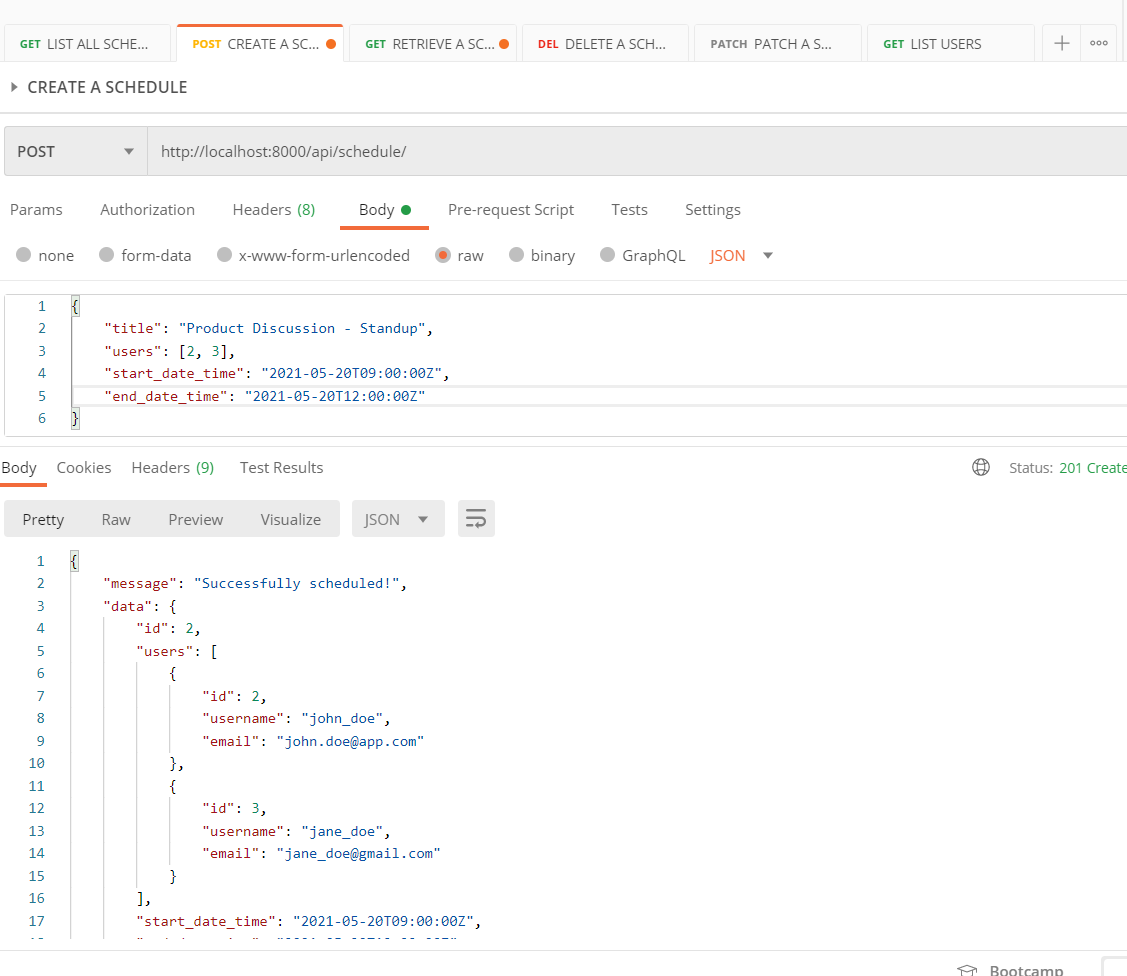 GET LIST ALL SCHE... POST CREATE A SC... GET RETRIEVE A SC... DEL DELETE A SCH... PATCH PATCH A S... GET LIST USERS
CREATE A SCHEDULE
POST http://localhost:8000/api/schedule/
Params Authorization Headers (8) Body Pre-request Script Tests Settings
none form-data x-www-form-urlencoded raw binary GraphQL JSON
1 {
2 "title": "Product Discussion - Standup",
3 "users": [2, 3],
4 "start_date_time": "2021-05-20T09:00:00Z",
5 "end_date_time": "2021-05-20T12:00:00Z"
6 }
Body Cookies Headers (9) Test Results Status: 201 Create
Pretty Raw Preview Visualize JSON
1 {
2 "message": "Successfully scheduled!",
3 "data": {
4 "id": 2,
5 "users": [
6 {
7 "id": 2,
8 "username": "john_doe",
9 "email": "john.doe@app.com"
10 },
11 {
12 "id": 3,
13 "username": "jane_doe",
14 "email": "jane_doe@gmail.com"
15 }
16 ],
17 "start_date_time": "2021-05-20T09:00:00Z",
Bootcamp